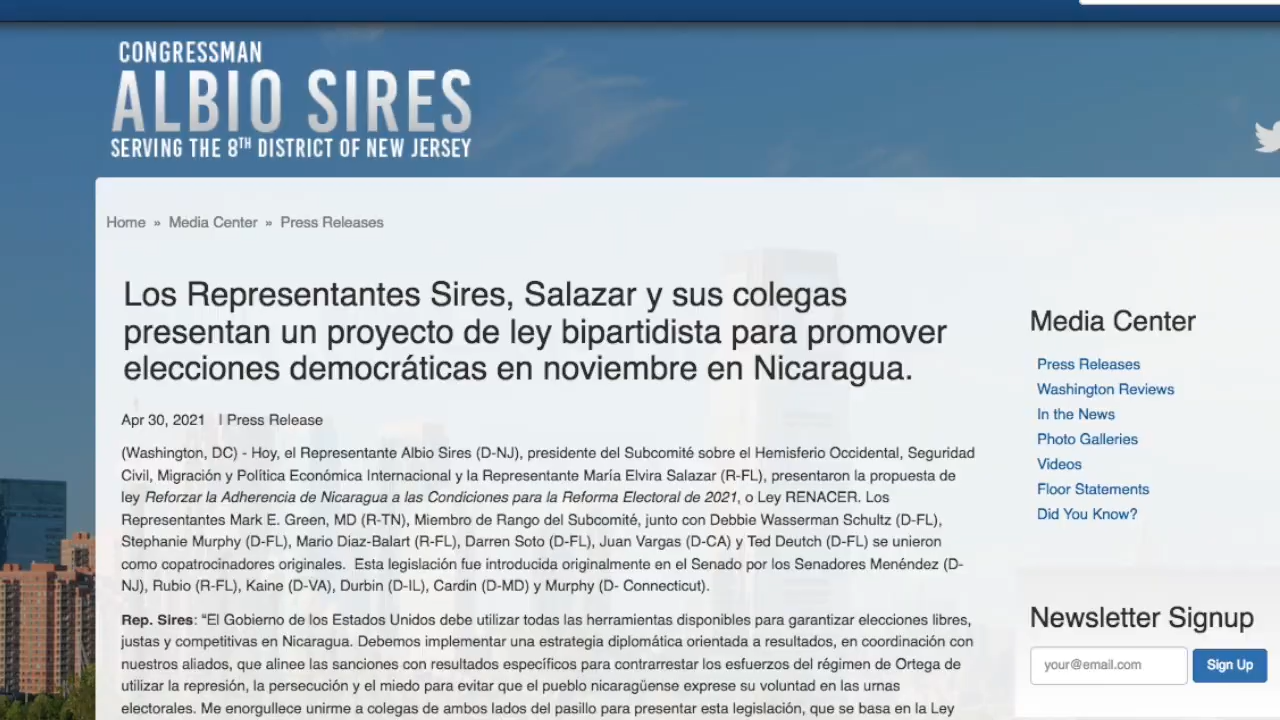 CONGRESSMAN
ALBIO SIRES
SERVING THE 8TH DISTRICT OF NEW JERSEY
Home » Media Center » Press Releases
Los Representantes Sires, Salazar y sus colegas
presentan un proyecto de ley bipartidista para promover
elecciones democráticas en noviembre en Nicaragua.
Apr 30, 2021 | Press Release
(Washington, DC) - Hoy, el Representante Albio Sires (D-NJ), presidente del Subcomité sobre el Hemisferio Occidental, Seguridad
Civil, Migración y Política Económica Internacional y la Representante María Elvira Salazar (R-FL), presentaron la propuesta de
ley Reforzar la Adherencia de Nicaragua a las Condiciones para la Reforma Electoral de 2021, o Ley RENACER. Los
Representantes Mark E. Green, MD (R-TN), Miembro de Rango del Subcomité, junto con Debbie Wasserman Schultz (D-FL),
Stephanie Murphy (D-FL), Mario Diaz-Balart (R-FL), Darren Soto (D-FL), Juan Vargas (D-CA) y Ted Deutch (D-FL) se unieron
como copatrocinadores originales. Esta legislación fue introducida originalmente en el Senado por los Senadores Menéndez (D-
NJ), Rubio (R-FL), Kaine (D-VA), Durbin (D-IL), Cardin (D-MD) y Murphy (D- Connecticut).
Rep. Sires: “El Gobierno de los Estados Unidos debe utilizar todas las herramientas disponibles para garantizar elecciones libres,
justas y competitivas en Nicaragua. Debemos implementar una estrategia diplomática orientada a resultados, en coordinación con
nuestros aliados, que alinee las sanciones con resultados específicos para contrarrestar los esfuerzos del régimen de Ortega de
utilizar la represión, la persecución y el miedo para evitar que el pueblo nicaragüense exprese su voluntad en las urnas
electorales. Me enorgullece unirme a colegas de ambos lados del pasillo para presentar esta legislación, que se basa en la Ley
Media Center
Press Releases
Washington Reviews
In the News
Photo Galleries
Videos
Floor Statements
Did You Know?
Newsletter Signup
your@email.com
Sign Up